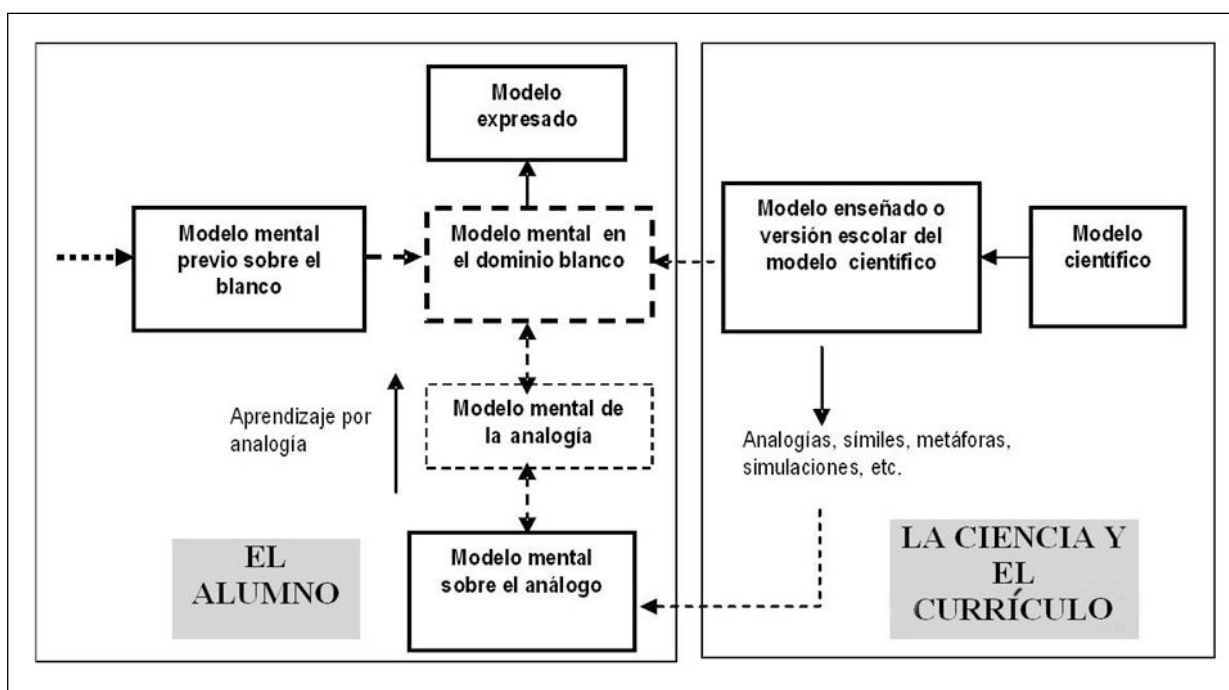 Modelo
expresado
Modelo mental
previo sobre el
blanco
Modelo mental en
el dominio blanco
Aprendizaje por
analogía
Modelo mental de
la analogía
Modelo mental
sobre el análogo
EL
ALUMNO
Modelo enseñado o
versión escolar del
modelo científico
Modelo
científico
Analogías, símiles, metáforas,
simulaciones, etc.
LA CIENCIA Y
EL
CURRÍCULO